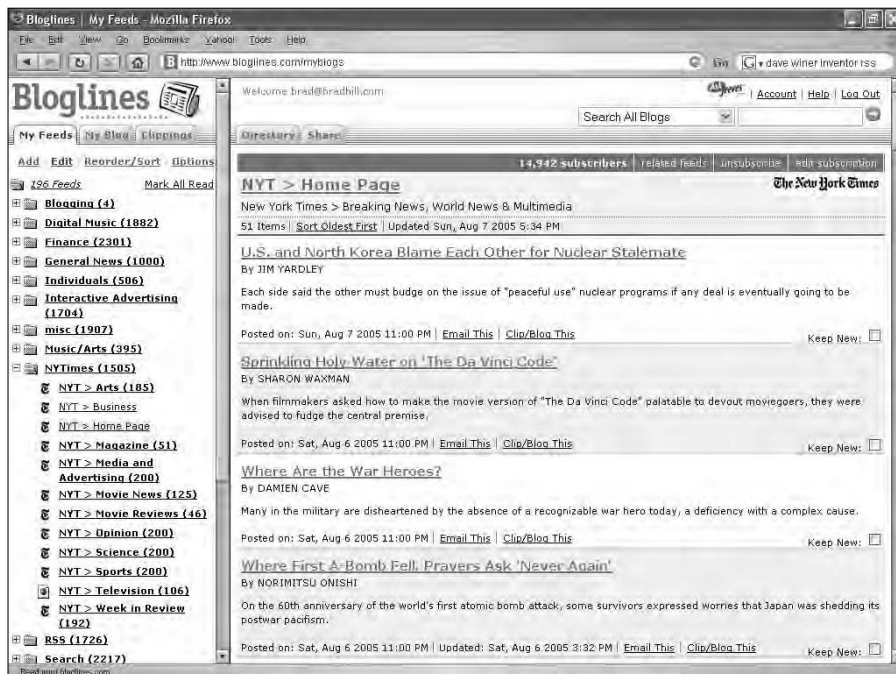 Bloglines | My Feeds - Mozilla Firefox
File Edit View Go Bookmarks Yahoo! Tools Help
http://www.bloglines.com/myblogs
G dave winer inventor rss
Bloglines
Welcome brad@bradhill.com
| Account | Help | Log Out
Search All Blogs
My Feeds My Blog Clippings
Directory Share
Add Edit Reorder/Sort Options
196 Feeds Mark All Read
Blogging (4)
Digital Music (1882)
Finance (2301)
General News (1000)
Individuals (506)
Interactive Advertising
(1704)
misc (1907)
Music/Arts (395)
NYTimes (1505)
NYT > Arts (185)
NYT > Business
NYT > Home Page
NYT > Magazine (51)
NYT > Media and
Advertising (200)
NYT > Movie News (125)
NYT > Movie Reviews (46)
NYT > Opinion (200)
NYT > Science (200)
NYT > Sports (200)
NYT > Television (106)
NYT > Week in Review
(192)
RSS (1726)
Search (2217)
14,942 subscribers | related feeds | unsubscribe | edit subscription
NYT > Home Page
The New York Times
New York Times > Breaking News, World News & Multimedia
51 Items | Sort Oldest First | Updated Sun, Aug 7 2005 5:34 PM
U.S. and North Korea Blame Each Other for Nuclear Stalemate
By JIM YARDLEY
Each side said the other must budge on the issue of "peaceful use" nuclear programs if any deal is eventually going to be
made.
Posted on: Sun, Aug 7 2005 11:00 PM | Email This | Clip/Blog This
Keep New:
Sprinkling Holy Water on 'The Da Vinci Code'
By SHARON WAXMAN
When filmmakers asked how to make the movie version of "The Da Vinci Code" palatable to devout moviegoers, they were
advised to fudge the central premise.
Posted on: Sat, Aug 6 2005 11:00 PM | Email This | Clip/Blog This
Keep New:
Where Are the War Heroes?
By DAMIEN CAVE
Many in the military are disheartened by the absence of a recognizable war hero today, a deficiency with a complex cause.
Posted on: Sat, Aug 6 2005 11:00 PM | Email This | Clip/Blog This
Keep New:
Where First A-Bomb Fell, Prayers Ask 'Never Again'
By NORIMITSU ONISHI
On the 60th anniversary of the world's first atomic bomb attack, some survivors expressed worries that Japan was shedding its
postwar pacifism.
Posted on: Sat, Aug 6 2005 11:00 PM | Updated: Sat, Aug 6 2005 3:32 PM | Email This | Clip/Blog This
Keep New: